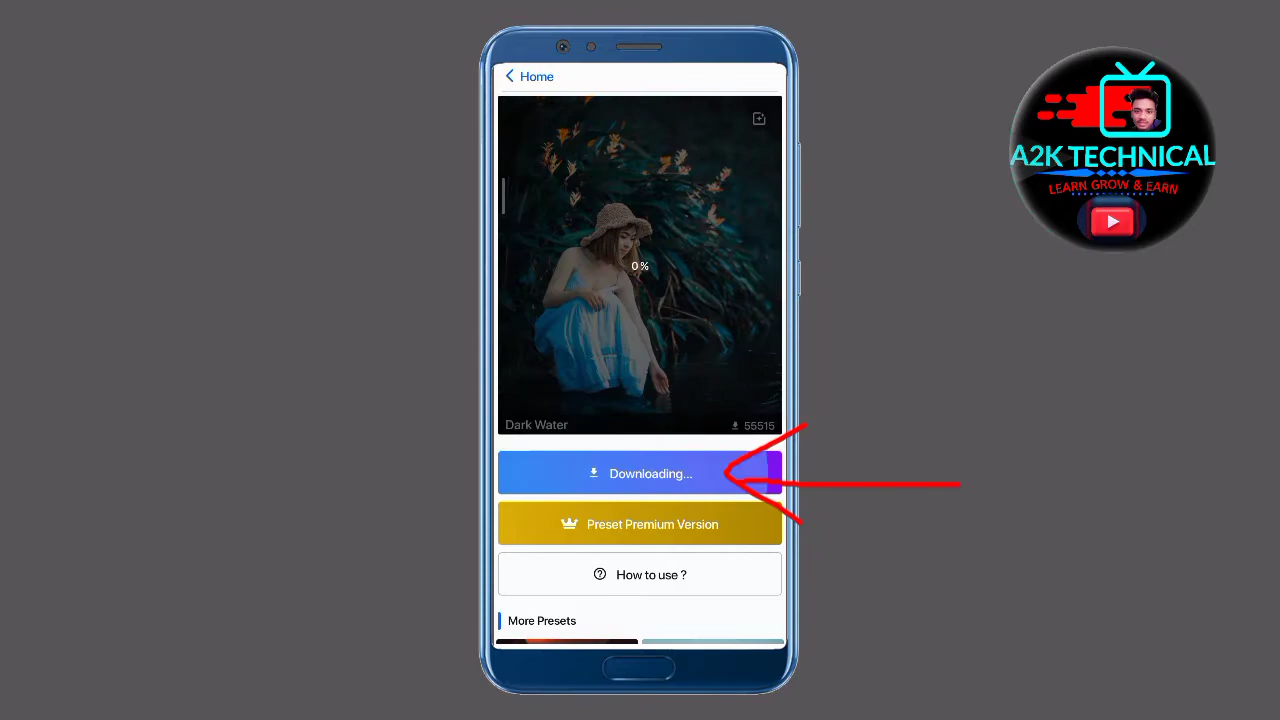 Home
0 %
Dark Water
55515
Downloading...
Preset Premium Version
How to use ?
More Presets
A2K TECHNICAL
LEARN GROW & EARN